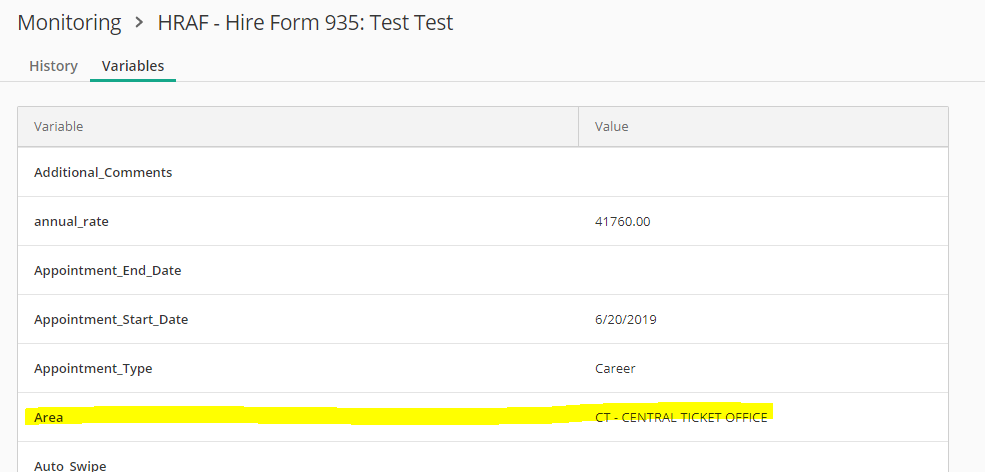 Monitoring > HRAF - Hire Form 935: Test Test
History Variables
Variable Value
Additional_Comments
annual_rate 41760.00
Appointment_End_Date
Appointment_Start_Date 6/20/2019
Appointment_Type Career
Area CT - CENTRAL TICKET OFFICE
Auto_Swipe